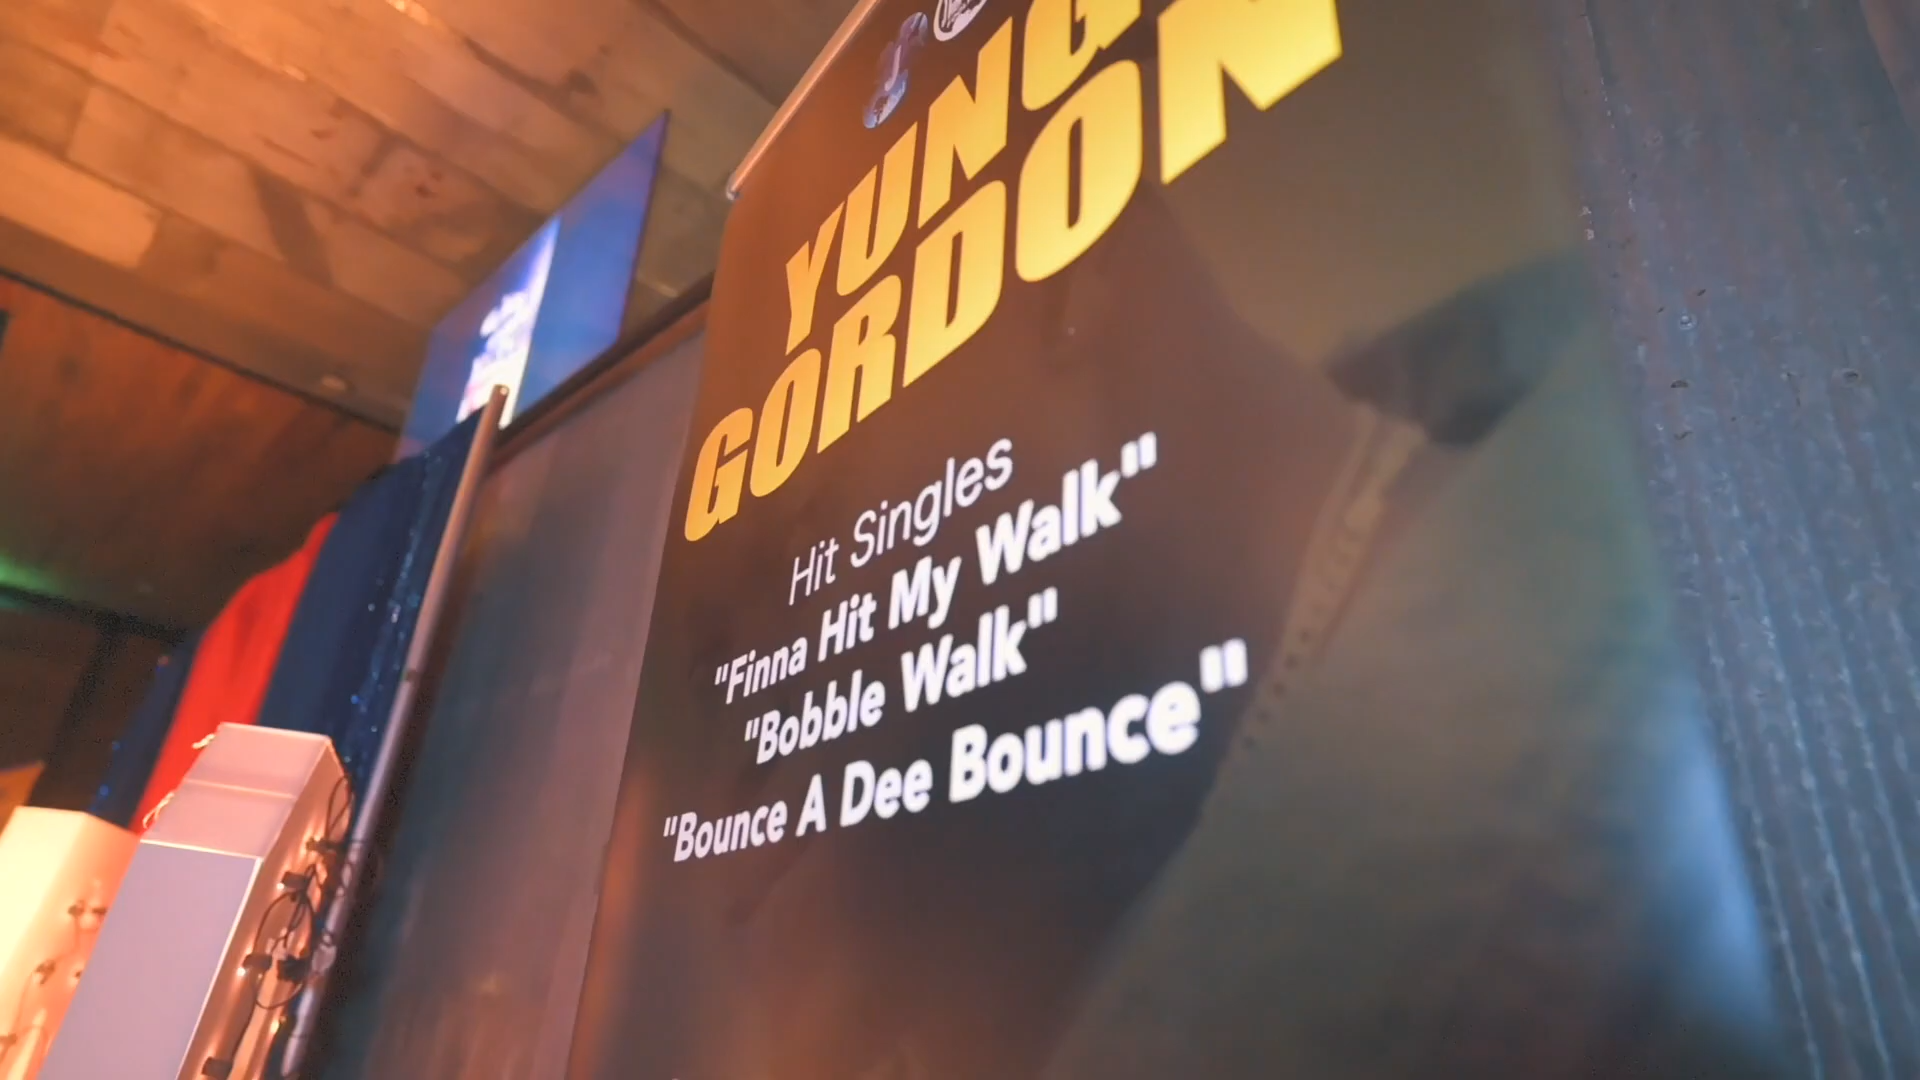 YUNG
GORDON
Hit Singles
"Finna Hit My Walk"
"Bobble Walk"
"Bounce A Dee Bounce"